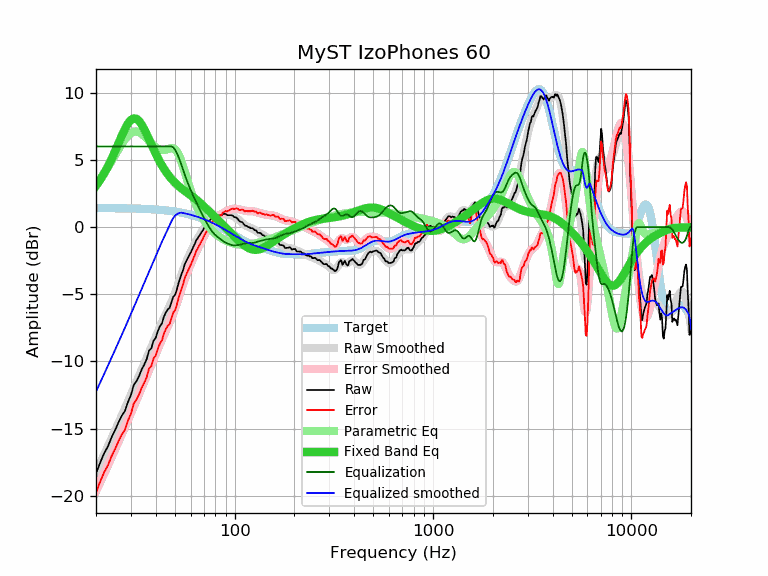 MyST IzoPhones 60
Amplitude (dBr)
10
5
0
−5
−10
−15
−20
Target
Raw Smoothed
Error Smoothed
Raw
Error
Parametric Eq
Fixed Band Eq
Equalization
Equalized smoothed
100
1000
10000
Frequency (Hz)